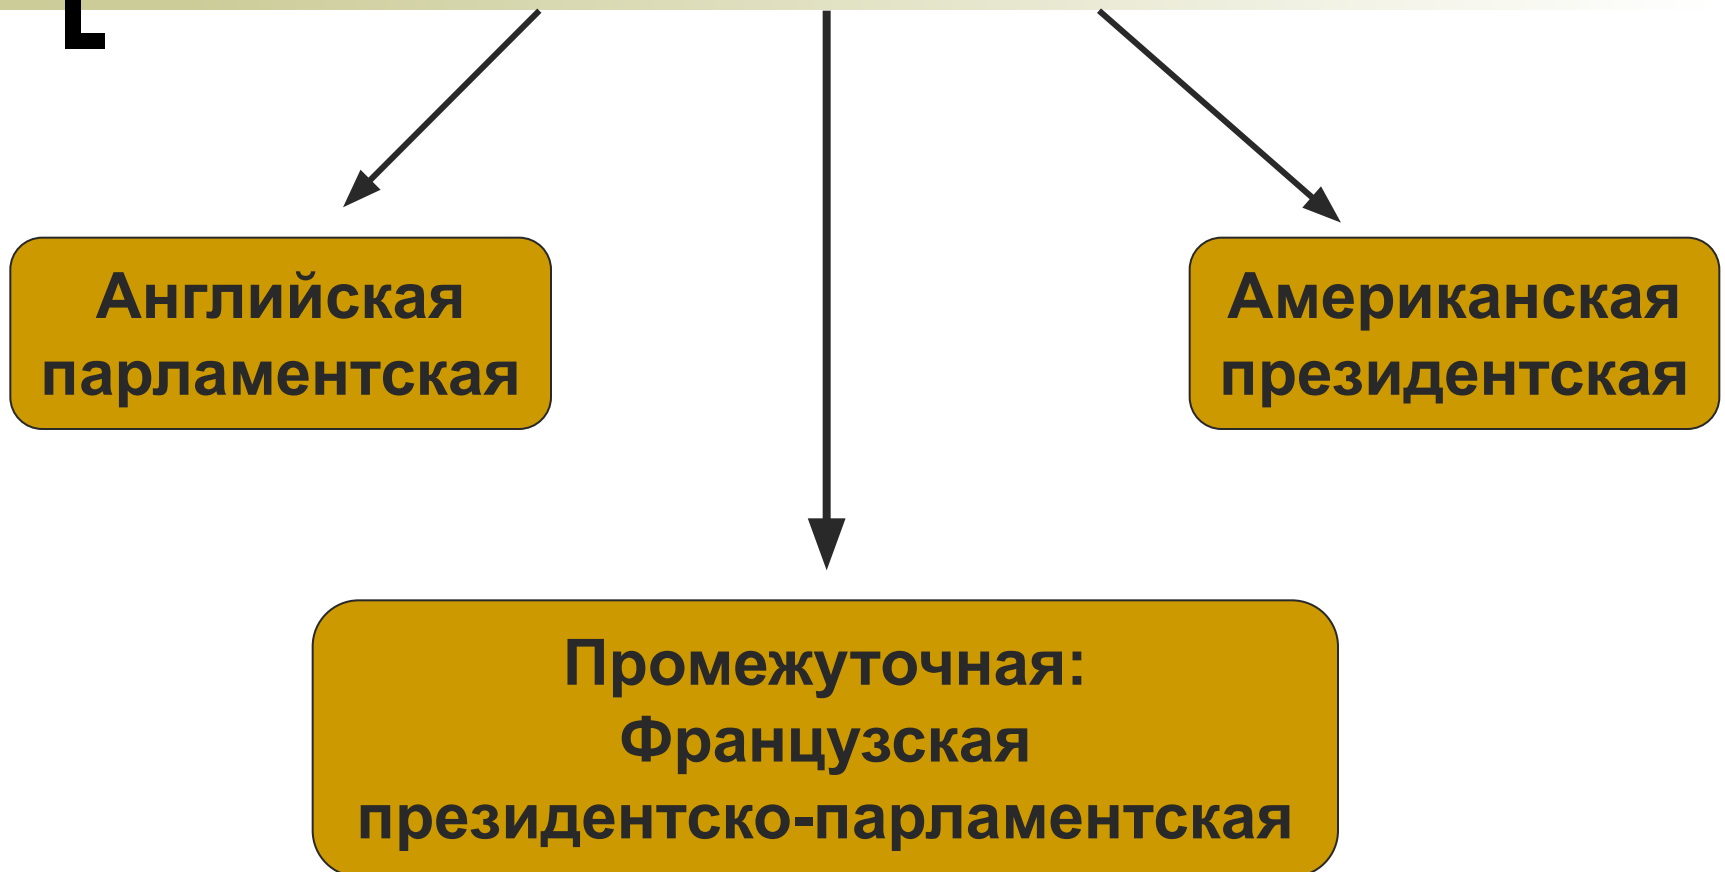 Английская
парламентская
Американская
президентская
Промежуточная:
Французская
президентско-парламентская